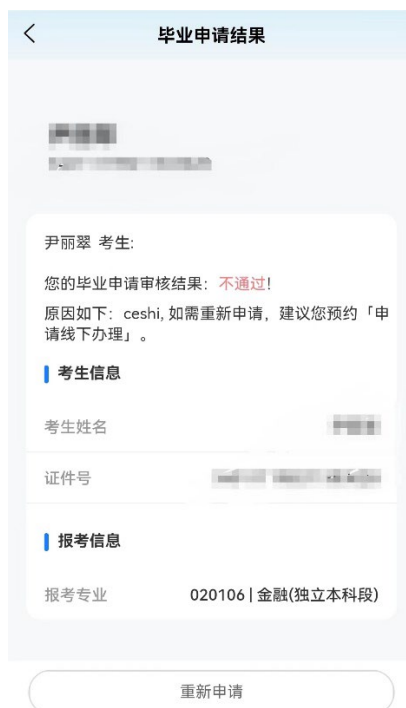 毕业申请结果
尹丽翠 考生:
您的毕业申请审核结果：不通过!
原因如下：ceshi,如需重新申请，建议您预约「申
请线下办理」。
考生信息
考生姓名
证件号
报考信息
报考专业 020106 | 金融(独立本科段)
重新申请